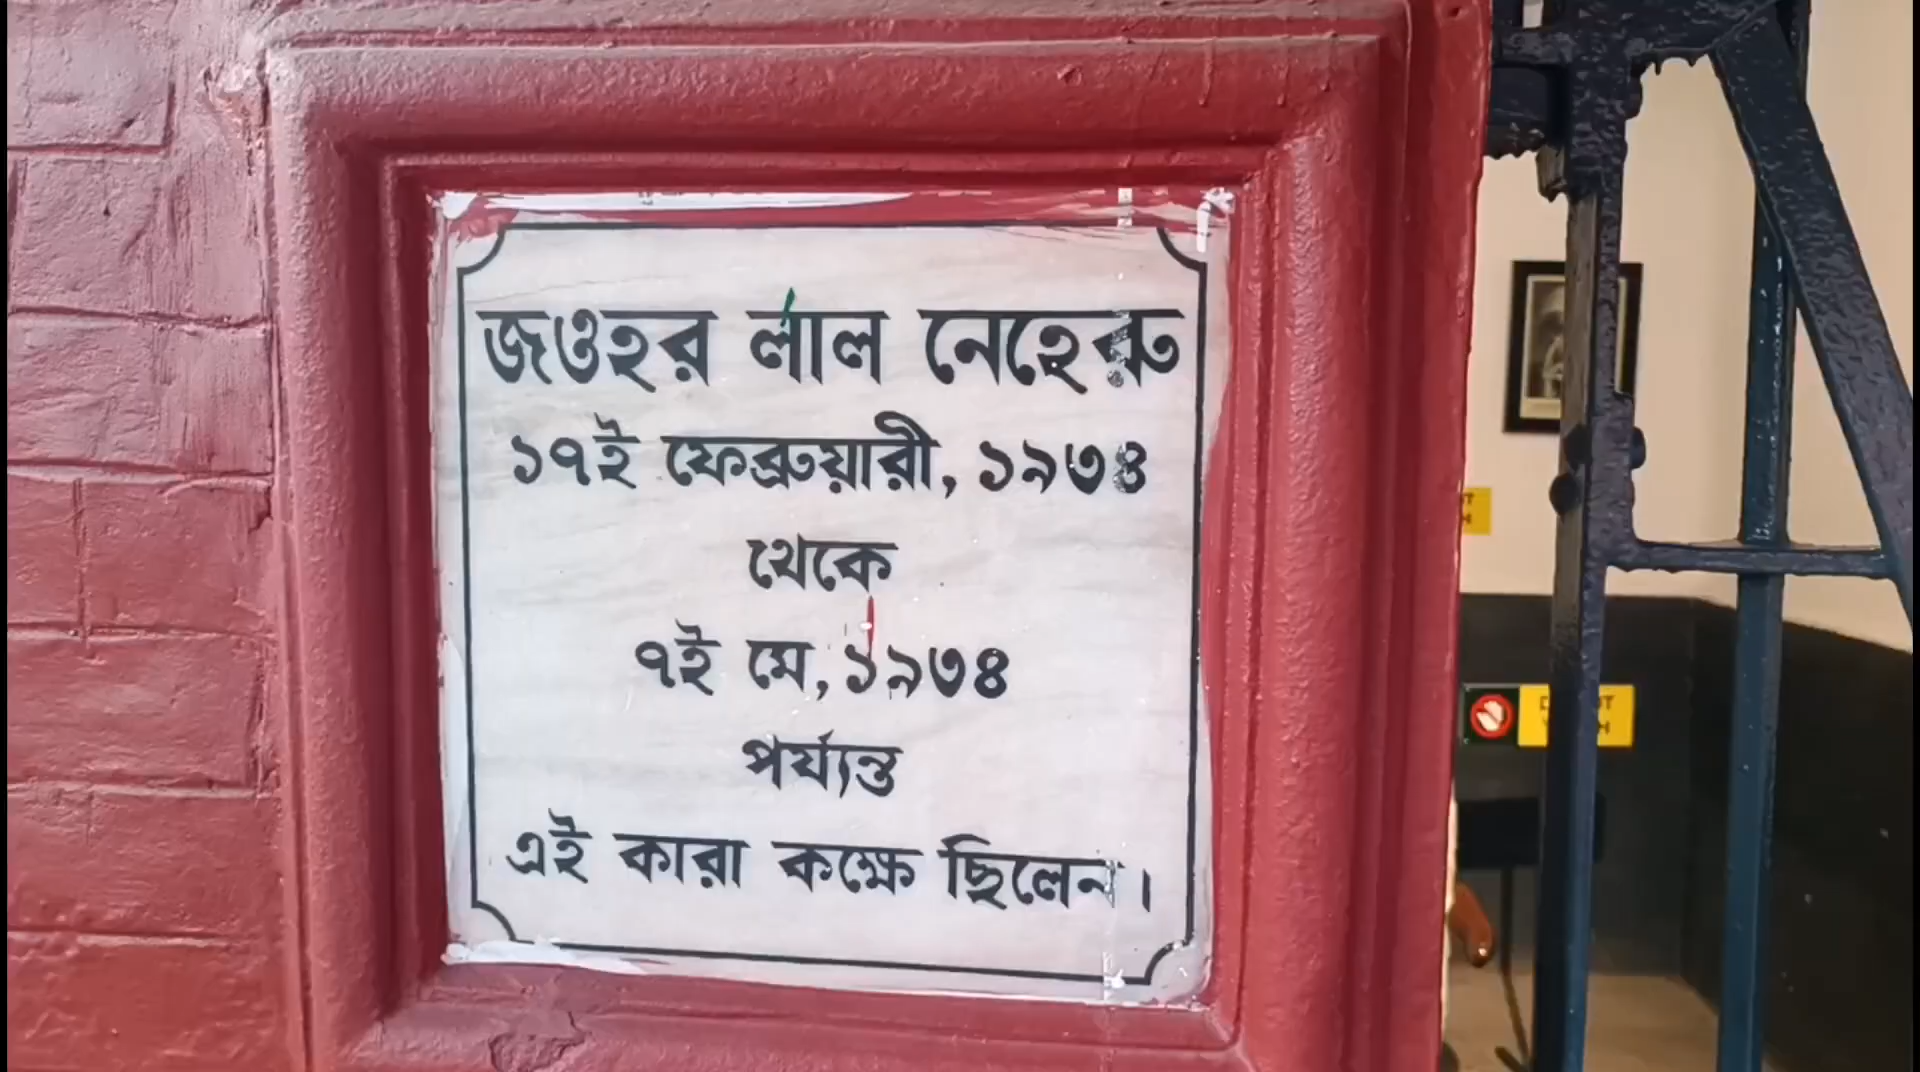 জওহর লাল নেহেরু
১৭ই ফেব্রুয়ারী, ১৯৩৪
থেকে
৭ই মে, ১৯৩৪
পর্য্যন্ত
এই কারা কক্ষে ছিলেন।